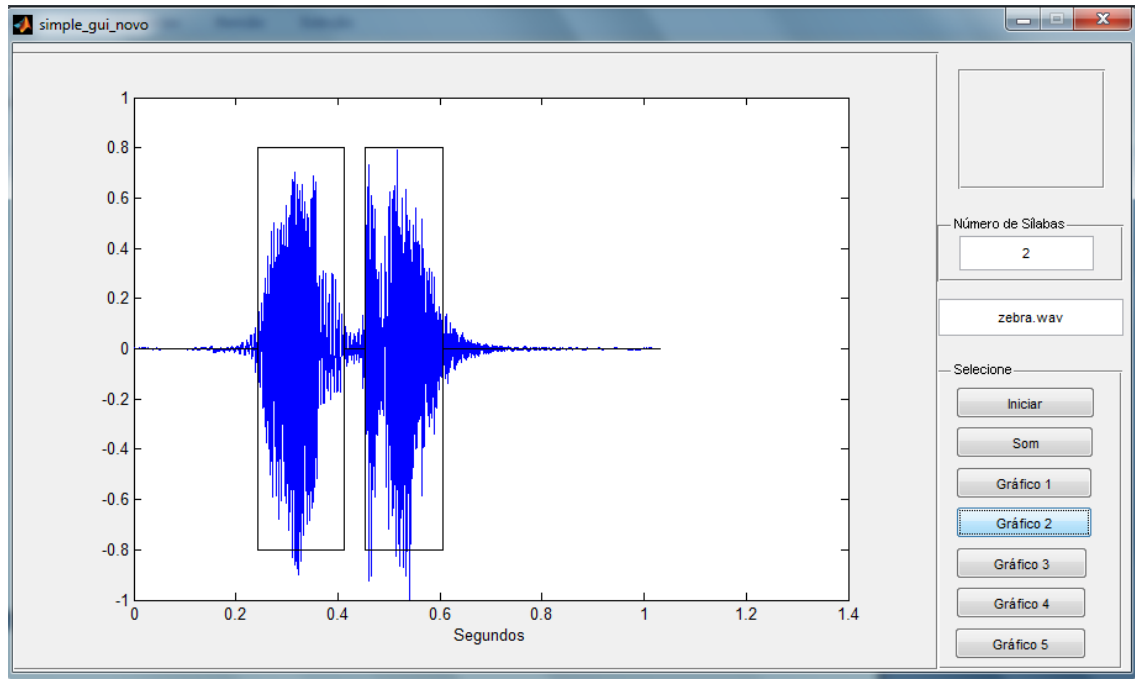 simple_gui_novo
1
0.8
0.6
0.4
0.2
0
-0.2
-0.4
-0.6
-0.8
-1
0 0.2 0.4 0.6 0.8 1 1.2 1.4
Segundos
Número de Sílabas
2
zebra.wav
Selecione
Iniciar
Som
Gráfico 1
Gráfico 2
Gráfico 3
Gráfico 4
Gráfico 5